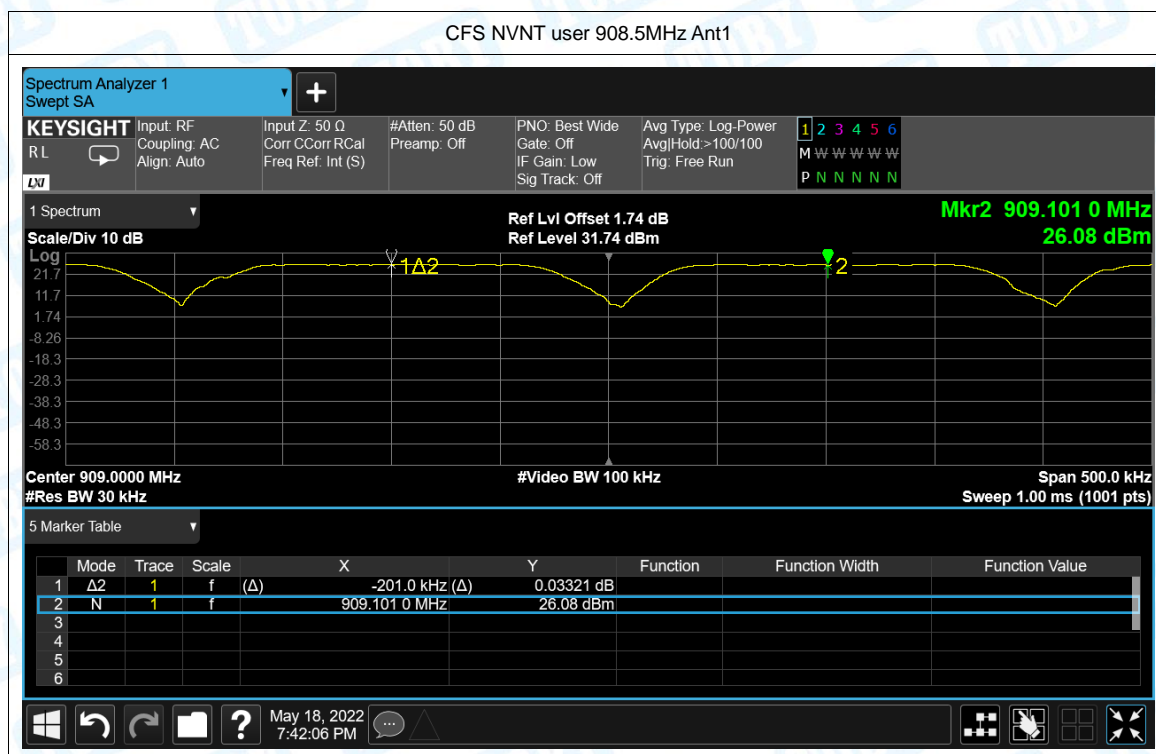 CFS NVNT user 908.5MHz Ant1
Spectrum Analyzer 1
Swept SA
KEYSIGHT
RL
LXI
Input: RF
Coupling: AC
Align: Auto
Input Z: 50 Ω
Corr CCorr RCal
Freq Ref: Int (S)
#Atten: 50 dB
Preamp: Off
PNO: Best Wide
Gate: Off
IF Gain: Low
Sig Track: Off
Avg Type: Log-Power
Avg|Hold:>100/100
Trig: Free Run
1 2 3 4 5 6
M W W W W W
P N N N N N
1 Spectrum
Scale/Div 10 dB
Ref Lvl Offset 1.74 dB
Ref Level 31.74 dBm
Mkr2 909.101 0 MHz
26.08 dBm
Log
21.7
11.7
1.74
-8.26
-18.3
-28.3
-38.3
-48.3
-58.3
1Δ2
2
Center 909.0000 MHz
#Res BW 30 kHz
#Video BW 100 kHz
Span 500.0 kHz
Sweep 1.00 ms (1001 pts)
5 Marker Table
Mode Trace Scale X Y Function Function Width Function Value
1 Δ2 1 f (Δ) -201.0 kHz (Δ) 0.03321 dB
2 N 1 f 909.101 0 MHz 26.08 dBm
3
4
5
6
?
May 18, 2022
7:42:06 PM
TOBY